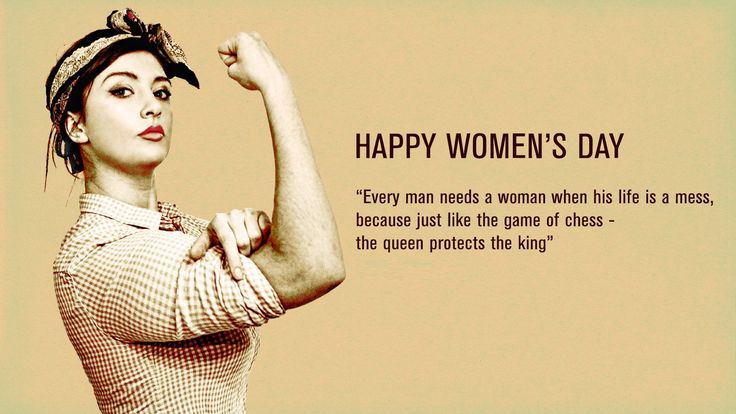 HAPPY WOMEN'S DAY
“Every man needs a woman when his life is a mess,
because just like the game of chess -
the queen protects the king”